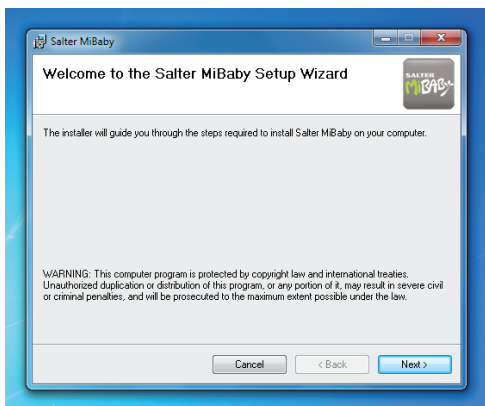 Salter MiBaby
Welcome to the Salter MiBaby Setup Wizard
SALTER
MiBABY
The installer will guide you through the steps required to install Salter MiBaby on your computer.
WARNING: This computer program is protected by copyright law and international treaties.
Unauthorized duplication or distribution of this program, or any portion of it, may result in severe civil
or criminal penalties, and will be prosecuted to the maximum extent possible under the law.
Cancel
< Back
Next >